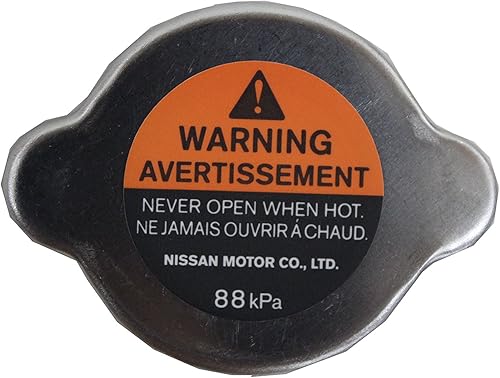 WARNING
AVERTISSEMENT
NEVER OPEN WHEN HOT.
NE JAMAIS OUVRIR Á CHAUD.
NISSAN MOTOR CO., LTD.
88 kPa